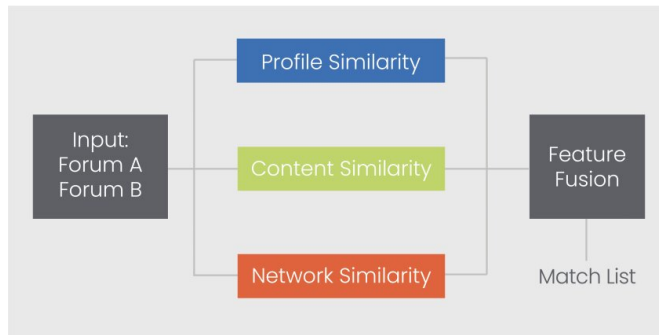 Profile Similarity
Input:
Forum A
Forum B
Content Similarity
Feature
Fusion
Network Similarity
Match List